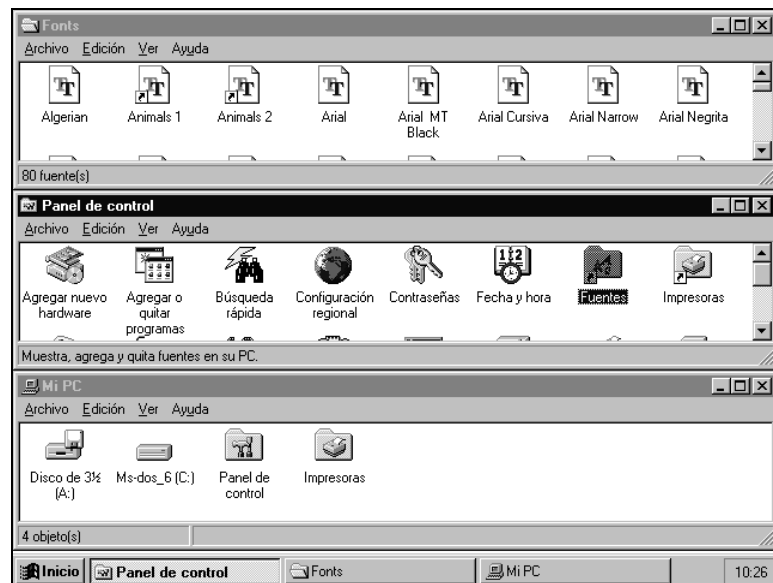 Fonts
Archivo Edición Ver Ayuda
Algerian Animals 1 Animals 2 Arial Arial MT Black Arial Cursiva Arial Narrow Arial Negrita
80 fuente(s)
Panel de control
Archivo Edición Ver Ayuda
Agregar nuevo hardware Agregar o quitar programas Búsqueda rápida Configuración regional Contraseñas Fecha y hora Fuentes Impresoras
Muestra, agrega y quita fuentes en su PC.
Mi PC
Archivo Edición Ver Ayuda
Disco de 3½ (A:) Ms-dos_6 (C:) Panel de control Impresoras
4 objeto(s)
Inicio Panel de control Fonts Mi PC 10:26